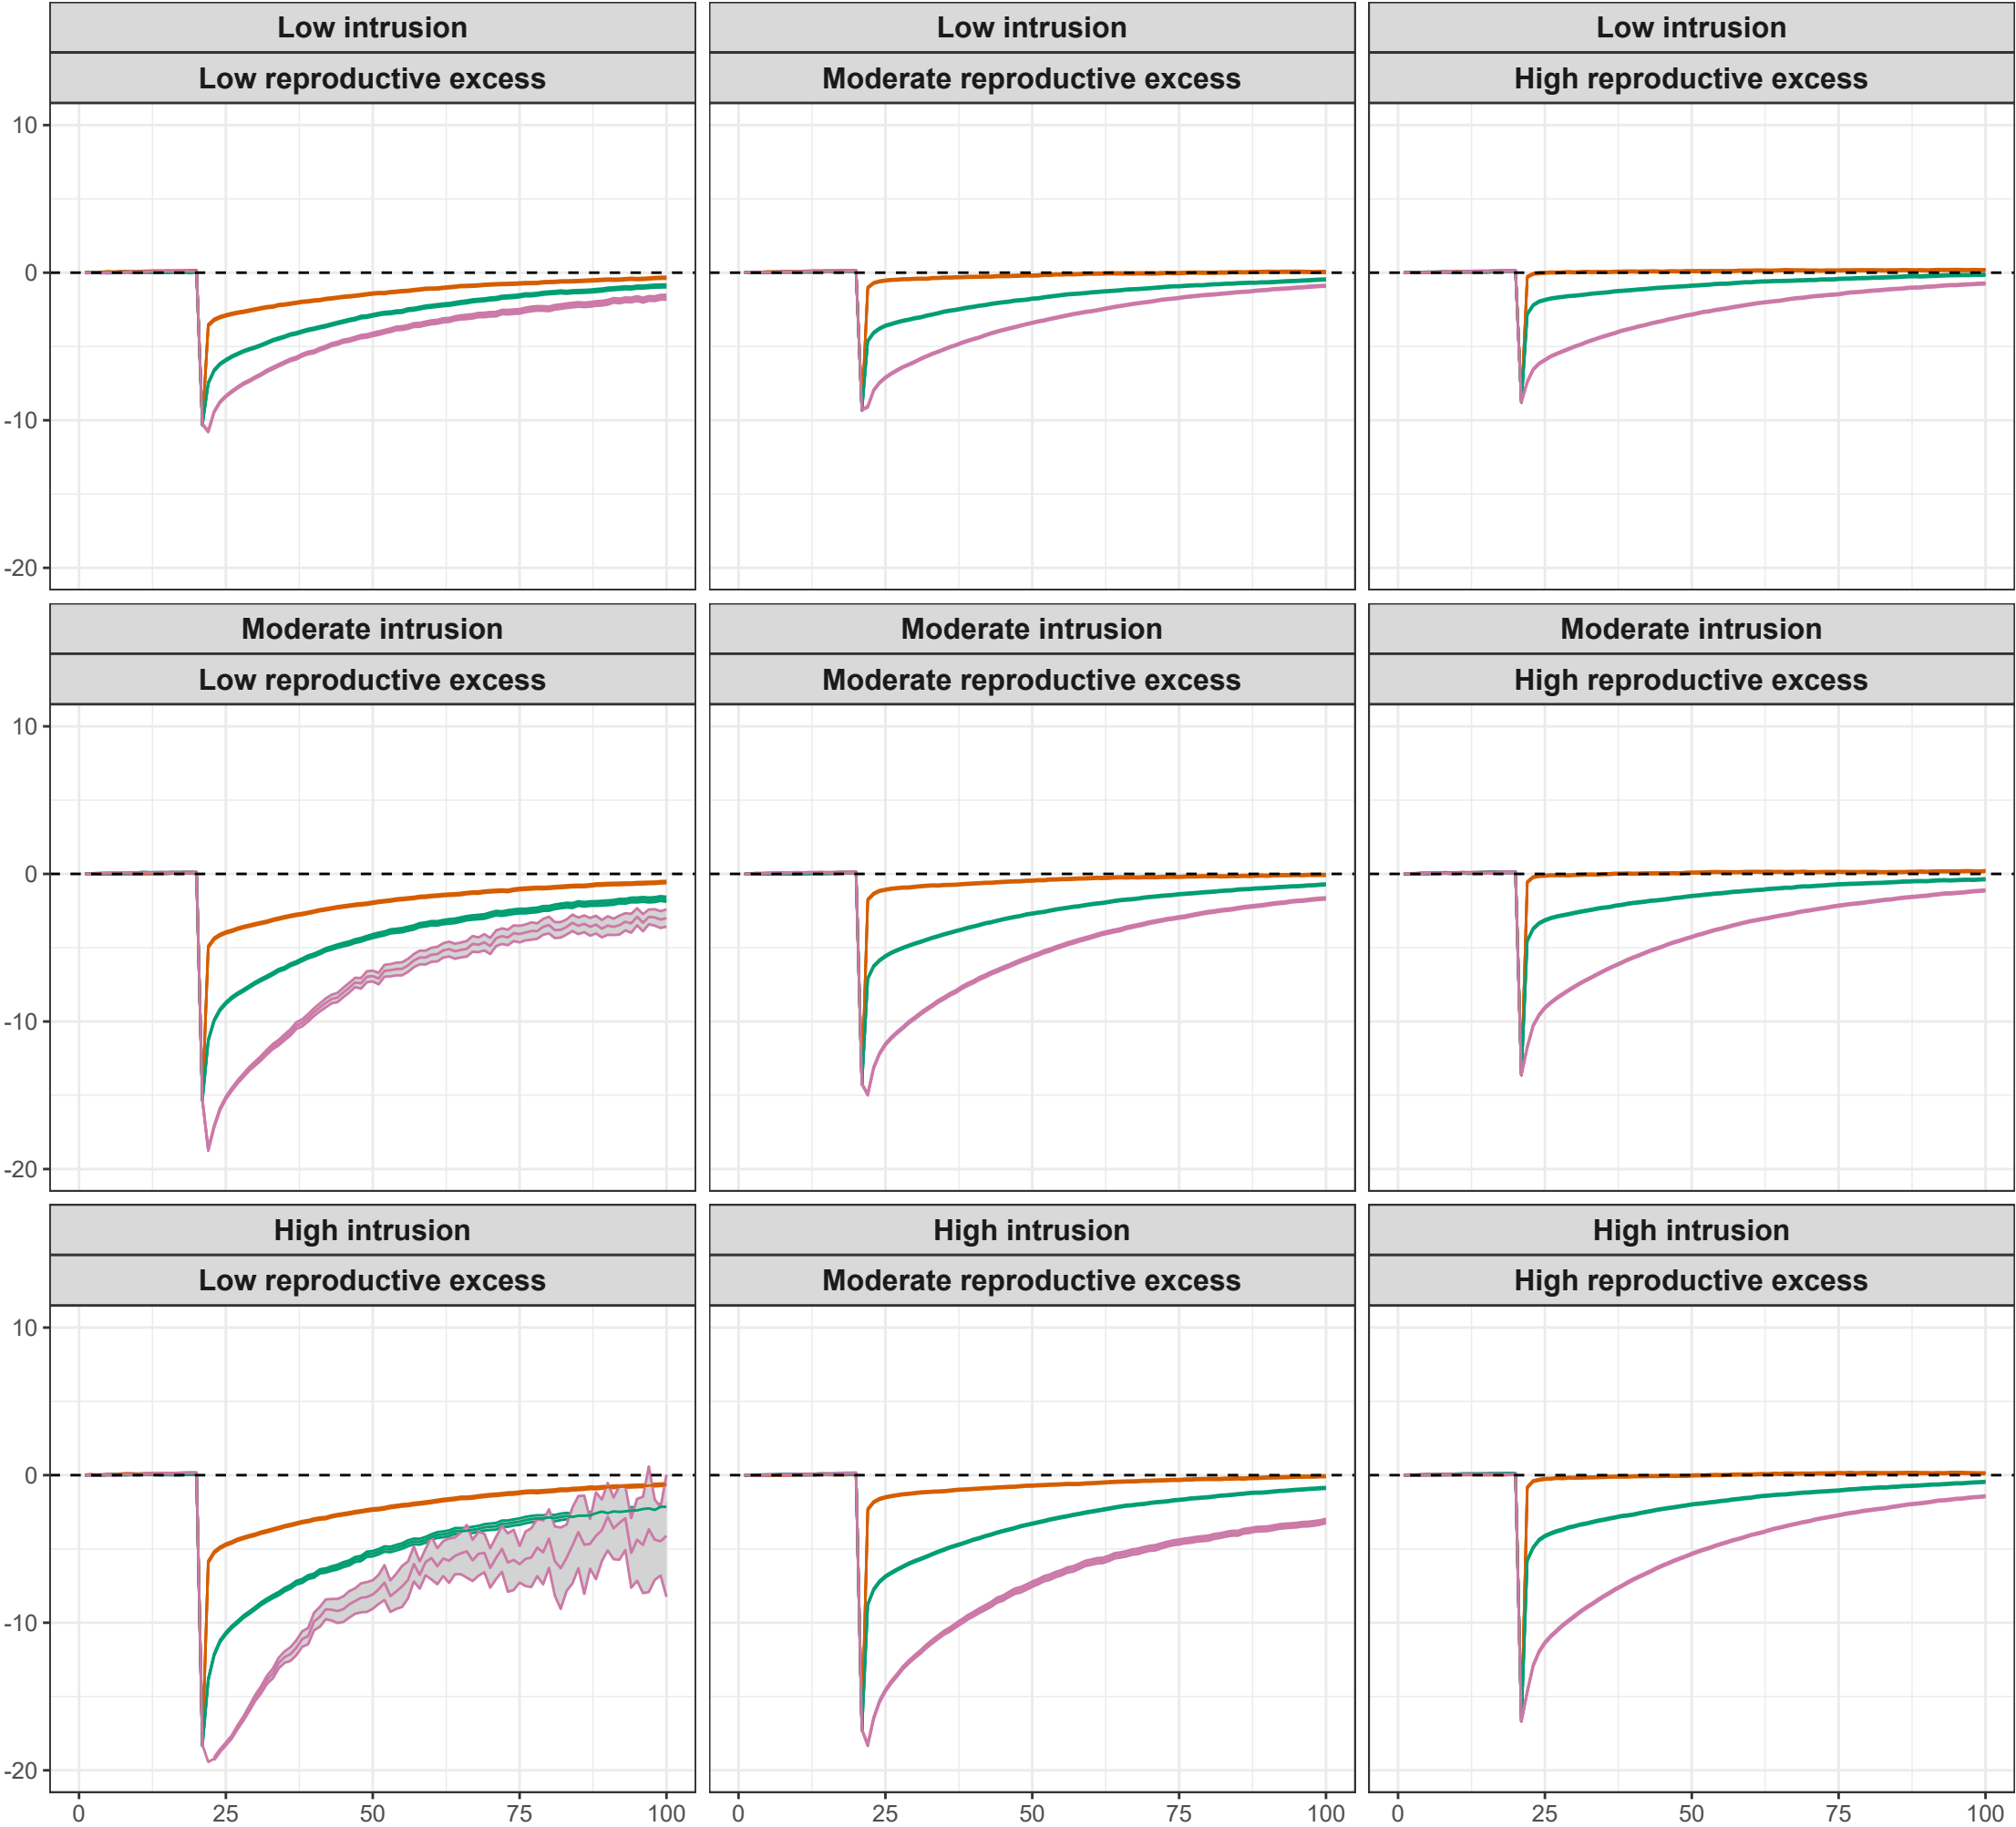 Low intrusion Low intrusion Low intrusion
Low reproductive excess Moderate reproductive excess High reproductive excess
10
0
-10
-20
Moderate intrusion Moderate intrusion Moderate intrusion
Low reproductive excess Moderate reproductive excess High reproductive excess
10
0
-10
-20
High intrusion High intrusion High intrusion
Low reproductive excess Moderate reproductive excess High reproductive excess
10
0
-10
-20
0 25 50 75 100 0 25 50 75 100 0 25 50 75 100